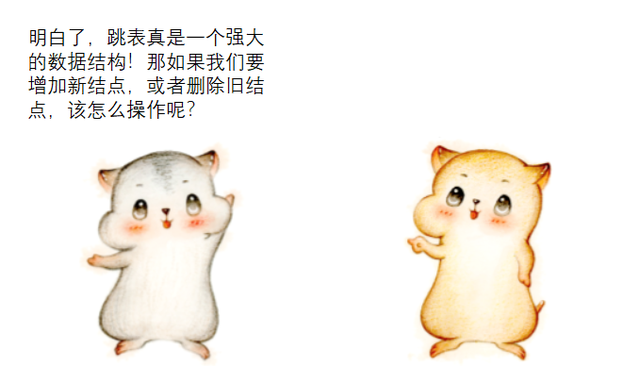 明白了，跳表真是一个强大
的数据结构！那如果我们要
增加新结点，或者删除旧结
点，该怎么操作呢？